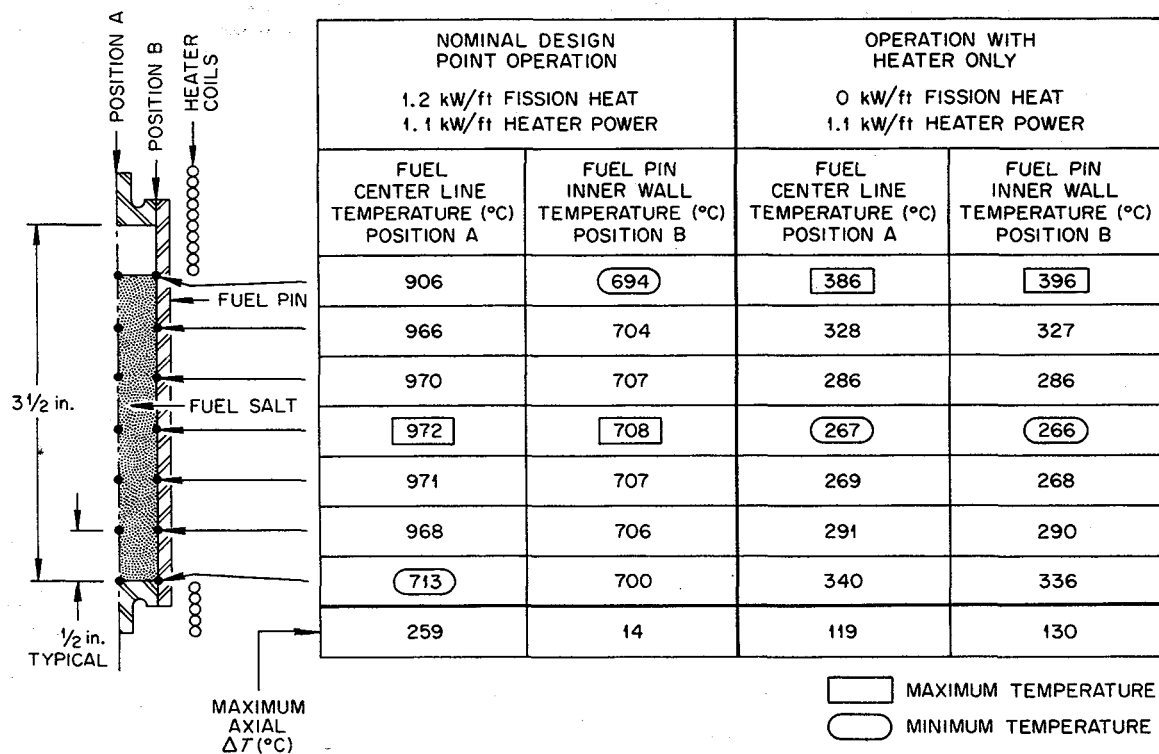 POSITION A
POSITION B
HEATER
COILS
NOMINAL DESIGN
POINT OPERATION
1.2 kW/ft FISSION HEAT
1.1 kW/ft HEATER POWER
OPERATION WITH
HEATER ONLY
0 kW/ft FISSION HEAT
1.1 kW/ft HEATER POWER
FUEL
CENTER LINE
TEMPERATURE (°C)
POSITION A
FUEL PIN
INNER WALL
TEMPERATURE (°C)
POSITION B
FUEL
CENTER LINE
TEMPERATURE (°C)
POSITION A
FUEL PIN
INNER WALL
TEMPERATURE (°C)
POSITION B
906 694 386 396
FUEL PIN
966 704 328 327
970 707 286 286
3 1/2 in.
FUEL SALT
972 708 267 266
971 707 269 268
968 706 291 290
713 700 340 336
1/2 in.
TYPICAL
259 14 119 130
MAXIMUM
AXIAL
ΔT (°C)
MAXIMUM TEMPERATURE
MINIMUM TEMPERATURE